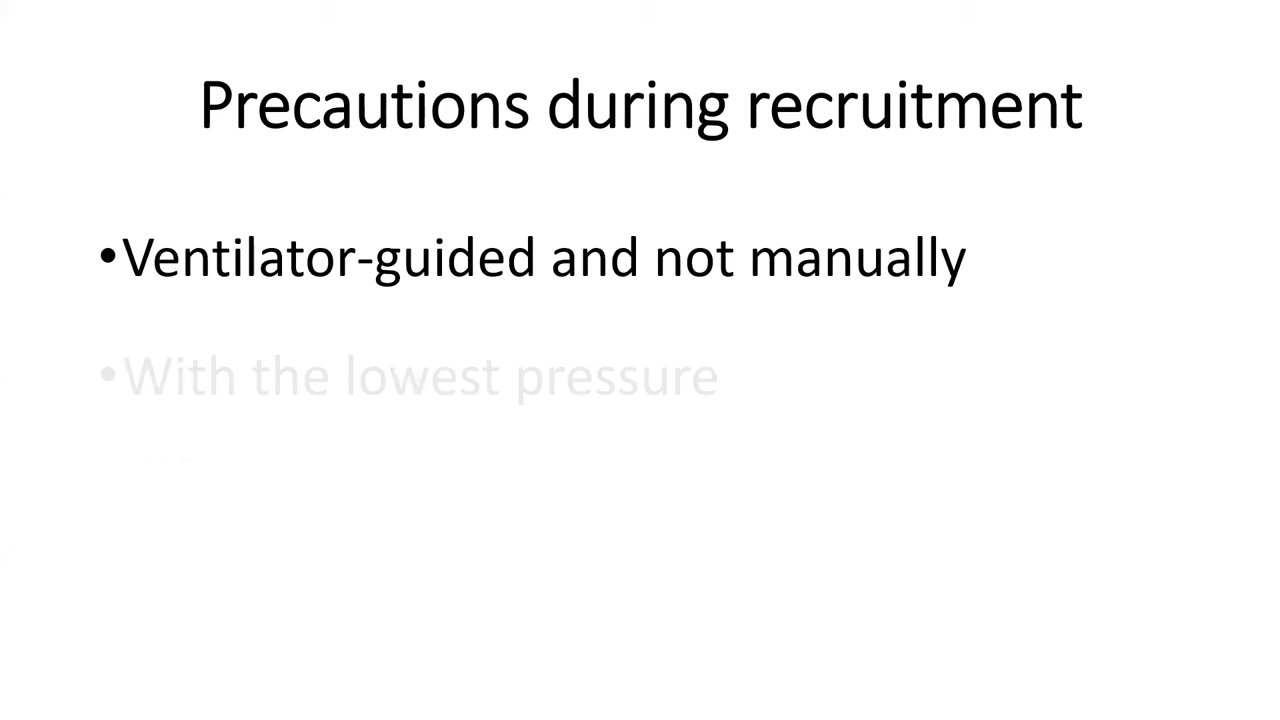 Precautions during recruitment
•Ventilator-guided and not manually
•With the lowest pressure